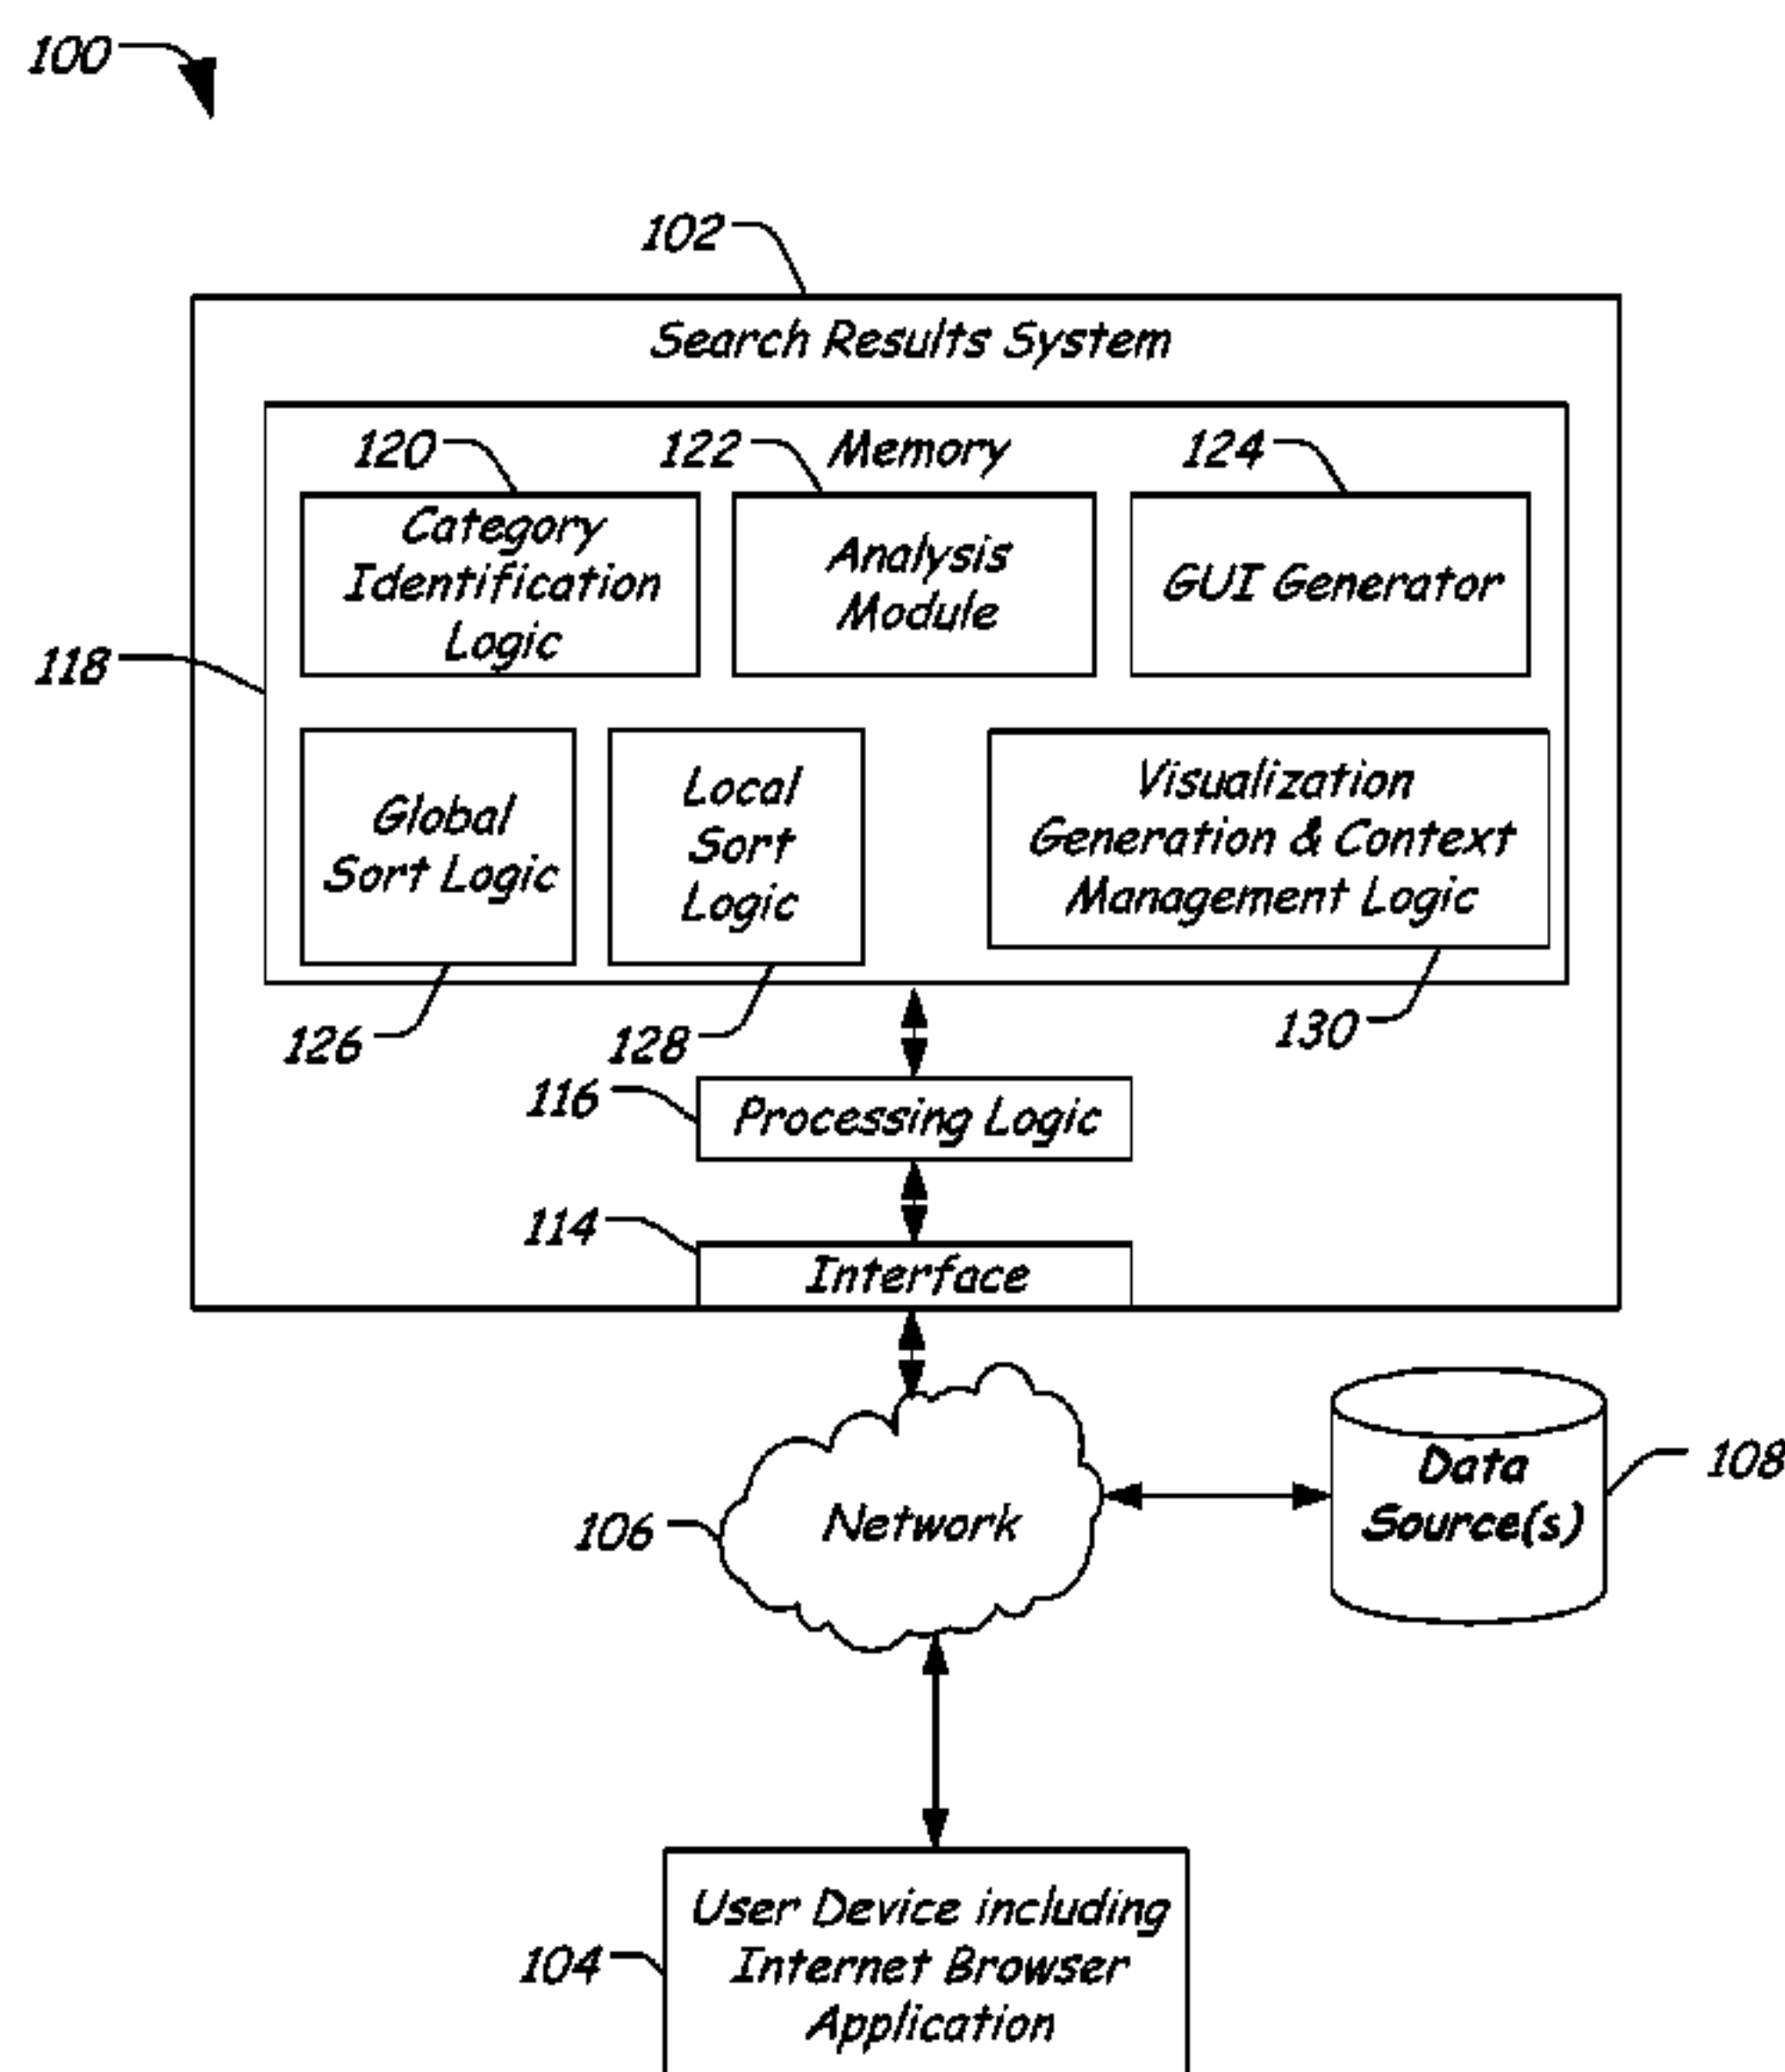 100
102
Search Results System
120
122
Memory
124
Category
Identification
Logic
Analysis
Module
GUI Generator
118
Global
Sort Logic
Local
Sort
Logic
Visualization
Generation & Context
Management Logic
126
128
130
116
Processing Logic
114
Interface
106
Network
Data
Source(s)
108
104
User Device including
Internet Browser
Application